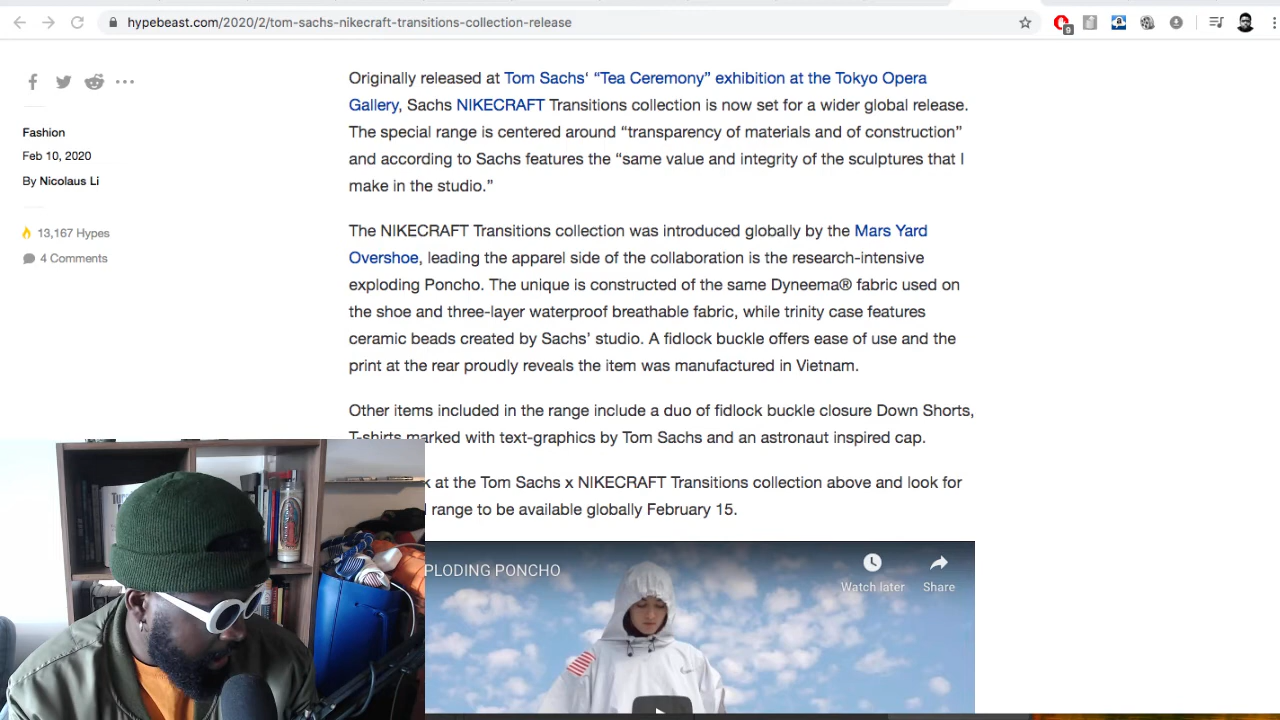 hypebeast.com/2020/2/tom-sachs-nikecraft-transitions-collection-release
9
Fashion
Feb 10, 2020
By Nicolaus Li
13,167 Hypes
4 Comments
Originally released at Tom Sachs‘ “Tea Ceremony” exhibition at the Tokyo Opera
Gallery, Sachs NIKECRAFT Transitions collection is now set for a wider global release.
The special range is centered around “transparency of materials and of construction”
and according to Sachs features the “same value and integrity of the sculptures that I
make in the studio.”
The NIKECRAFT Transitions collection was introduced globally by the Mars Yard
Overshoe, leading the apparel side of the collaboration is the research-intensive
exploding Poncho. The unique is constructed of the same Dyneema® fabric used on
the shoe and three-layer waterproof breathable fabric, while trinity case features
ceramic beads created by Sachs’ studio. A fidlock buckle offers ease of use and the
print at the rear proudly reveals the item was manufactured in Vietnam.
Other items included in the range include a duo of fidlock buckle closure Down Shorts,
T-shirts marked with text-graphics by Tom Sachs and an astronaut inspired cap.
at the Tom Sachs x NIKECRAFT Transitions collection above and look for
range to be available globally February 15.
PLODING PONCHO
Watch later
Share